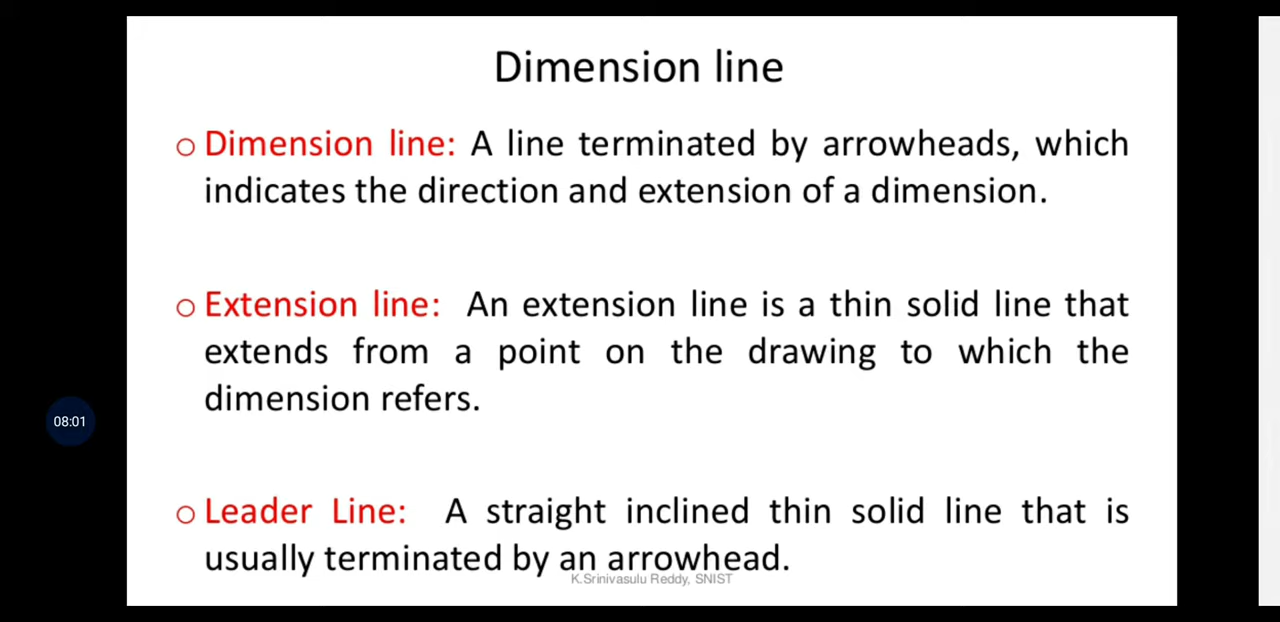 Dimension line
o Dimension line: A line terminated by arrowheads, which
indicates the direction and extension of a dimension.
o Extension line: An extension line is a thin solid line that
extends from a point on the drawing to which the
dimension refers.
08:01
o Leader Line: A straight inclined thin solid line that is
usually terminated by an arrowhead.
K.Srinivasulu Reddy, SNIST